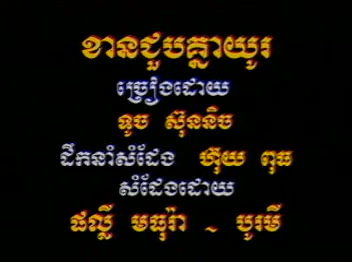 ខានជួបគ្នាយូរ
ច្រៀងដោយ
ទូច ស៊ុននិច
ដឹកនាំសំដែង ហ៊ុយ ពុធ
សំដែងដោយ
ផល្លី មធុរ៉ា ~ បូរមី